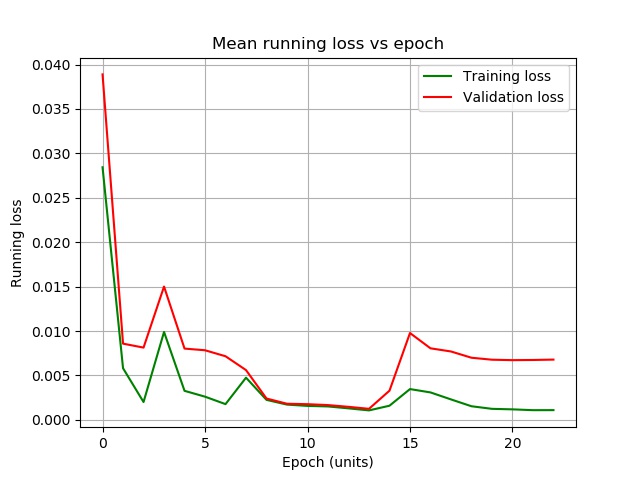 Mean running loss vs epoch
Training loss
Validation loss
0.040
0.035
0.030
0.025
0.020
0.015
0.010
0.005
0.000
Running loss
0 5 10 15 20
Epoch (units)